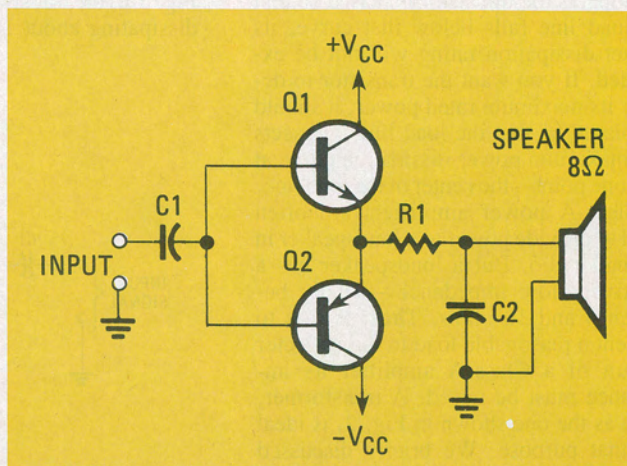 +VCC
Q1
SPEAKER
8Ω
C1
R1
INPUT
Q2
C2
-VCC